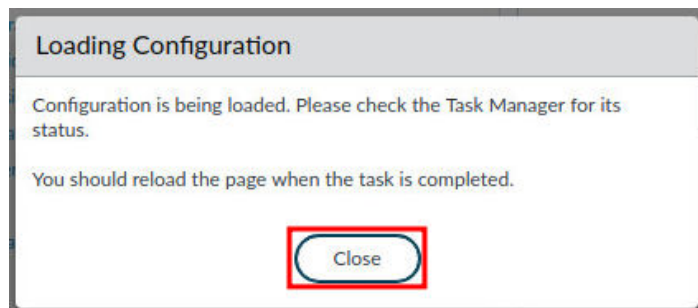 Loading Configuration
Configuration is being loaded. Please check the Task Manager for its
status.
You should reload the page when the task is completed.
Close